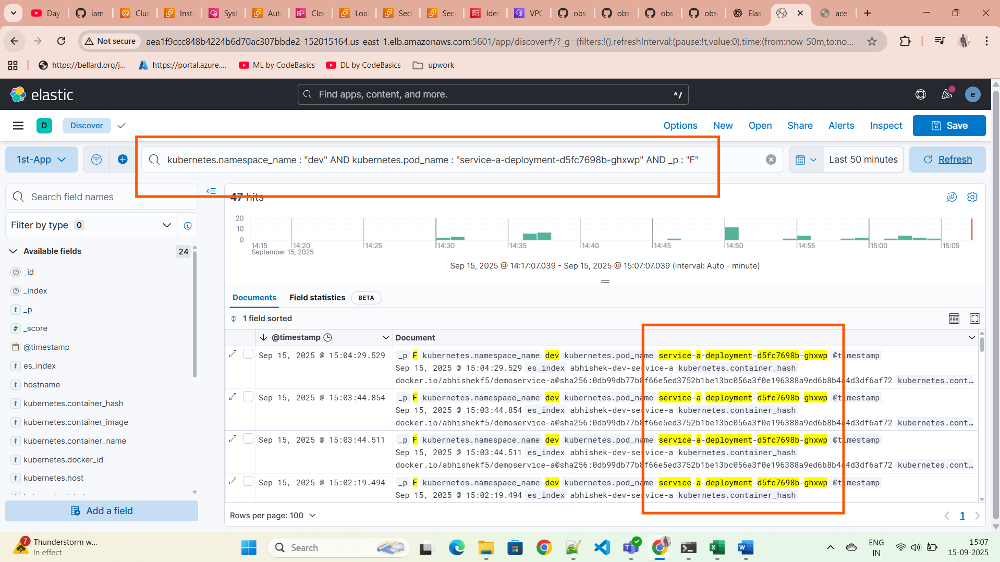 Day
iam-
Clus
Inst
Syst
Aut
Clou
Loa
Sec
Sec
Iden
VPC
obs
obs
obs
obs
Elas
ace
Not secure
aea1f9ccc848b4224b6d70ac307bbde2-152015164.us-east-1.elb.amazonaws.com:5601/app/discover#/?_g=(filters:!(),refreshInterval:(pause:!t,value:0),time:(from:now-50m,to:no...
https://bellard.org/j... https://portal.azure.... ML by CodeBasics DL by CodeBasics upwork
elastic Find apps, content, and more. ^/ e
D Discover Options New Open Share Alerts Inspect Save
1st-App kubernetes.namespace_name : "dev" AND kubernetes.pod_name : "service-a-deployment-d5fc7698b-ghxwp" AND _p : "F" Last 50 minutes Refresh
Search field names
Filter by type 0
Available fields 24
_id
_index
_p
# _score
@timestamp
t es_index
t hostname
t kubernetes.container_hash
t kubernetes.container_image
t kubernetes.container_name
t kubernetes.docker_id
t kubernetes.host
Add a field
47 hits
20
10
0
14:15 14:20 14:25 14:30 14:35 14:40 14:45 14:50 14:55 15:00 15:05
September 15, 2025
Sep 15, 2025 @ 14:17:07.039 - Sep 15, 2025 @ 15:07:07.039 (interval: Auto - minute)
Documents Field statistics BETA
1 field sorted
@timestamp Document
Sep 15, 2025 @ 15:04:29.529 _p F kubernetes.namespace_name dev kubernetes.pod_name service-a-deployment-d5fc7698b-ghxwp @timestamp
Sep 15, 2025 @ 15:04:29.529 es_index abhishek-dev-service-a kubernetes.container_hash
docker.io/abhishekf5/demoservice-a@sha256:0db99db77b8f66e5ed3752b1be13bc056a3f0e196388a9ed6b8b4a4d3df6af72 kubernetes.cont...
Sep 15, 2025 @ 15:03:44.854 _p F kubernetes.namespace_name dev kubernetes.pod_name service-a-deployment-d5fc7698b-ghxwp @timestamp
Sep 15, 2025 @ 15:03:44.854 es_index abhishek-dev-service-a kubernetes.container_hash
docker.io/abhishekf5/demoservice-a@sha256:0db99db77b8f66e5ed3752b1be13bc056a3f0e196388a9ed6b8b4a4d3df6af72 kubernetes.cont...
Sep 15, 2025 @ 15:03:44.511 _p F kubernetes.namespace_name dev kubernetes.pod_name service-a-deployment-d5fc7698b-ghxwp @timestamp
Sep 15, 2025 @ 15:03:44.511 es_index abhishek-dev-service-a kubernetes.container_hash
docker.io/abhishekf5/demoservice-a@sha256:0db99db77b8f66e5ed3752b1be13bc056a3f0e196388a9ed6b8b4a4d3df6af72 kubernetes.cont...
Sep 15, 2025 @ 15:02:19.494 _p F kubernetes.namespace_name dev kubernetes.pod_name service-a-deployment-d5fc7698b-ghxwp @timestamp
Sep 15, 2025 @ 15:02:19.494 es_index abhishek-dev-service-a kubernetes.container_hash
Rows per page: 100 1
7 Thunderstorm w...
In effect
Search
ENG
IN
15:07
15-09-2025